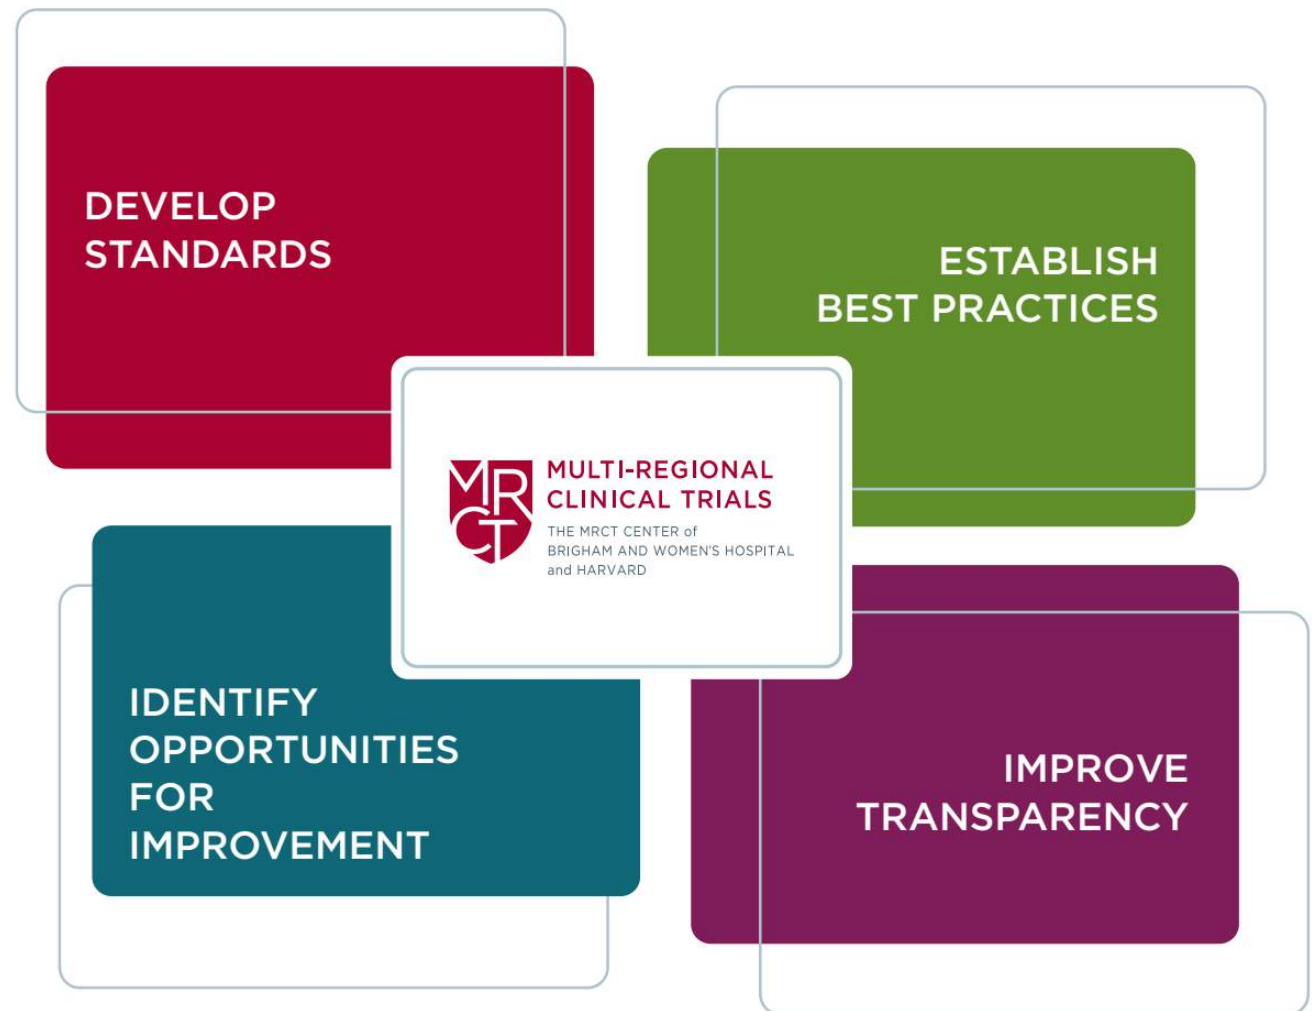 DEVELOP
STANDARDS
ESTABLISH
BEST PRACTICES
MRCT
MULTI-REGIONAL
CLINICAL TRIALS
THE MRCT CENTER of
BRIGHAM AND WOMEN'S HOSPITAL
and HARVARD
IDENTIFY
OPPORTUNITIES
FOR
IMPROVEMENT
IMPROVE
TRANSPARENCY